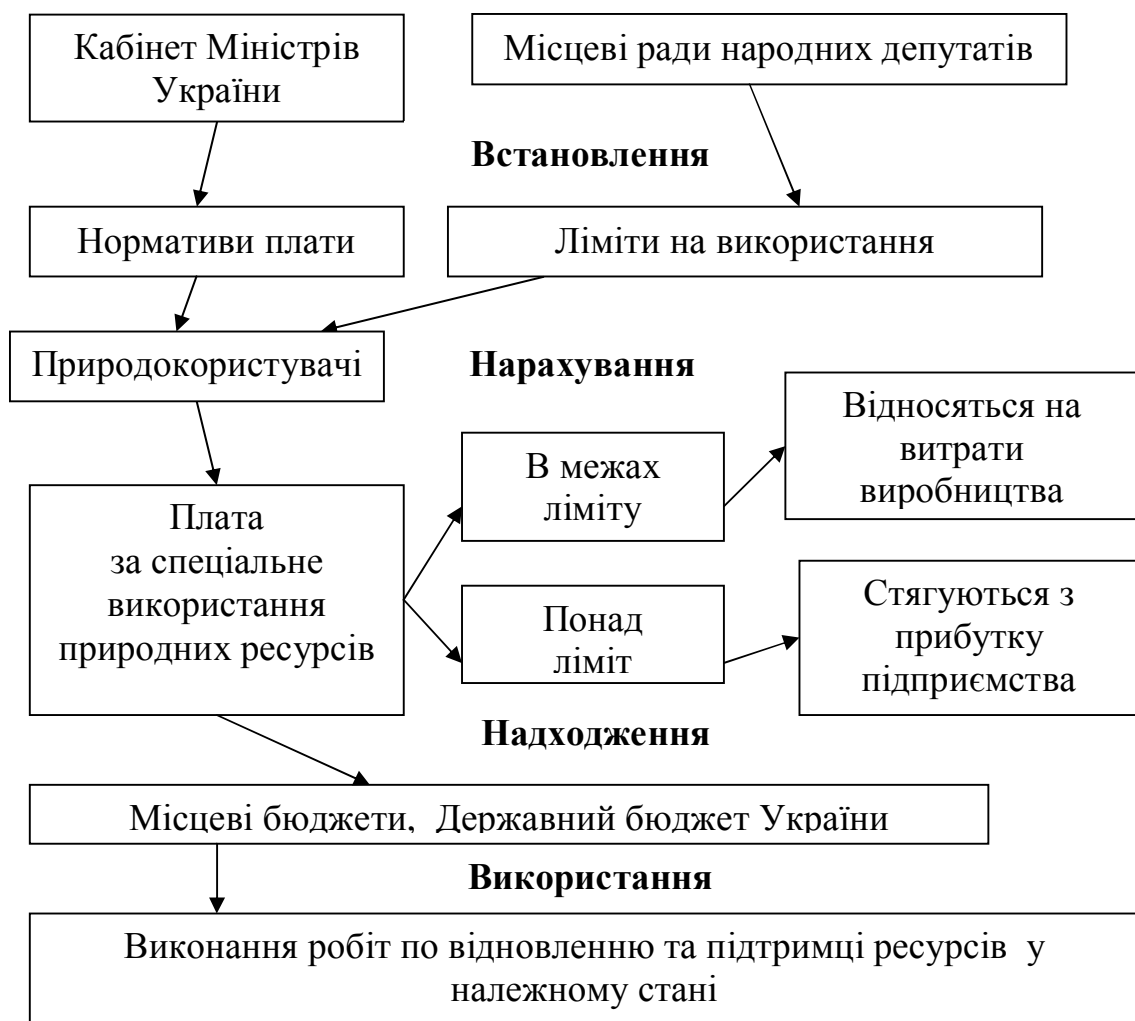 Кабінет Міністрів
України
Місцеві ради народних депутатів
Встановлення
Нормативи плати
Ліміти на використання
Природокористувачі
Нарахування
Відносяться на
витрати
виробництва
В межах
ліміту
Плата
за спеціальне
використання
природних ресурсів
Понад
ліміт
Стягуються з
прибутку
підприємства
Надходження
Місцеві бюджети, Державний бюджет України
Використання
Виконання робіт по відновленню та підтримці ресурсів у
належному стані